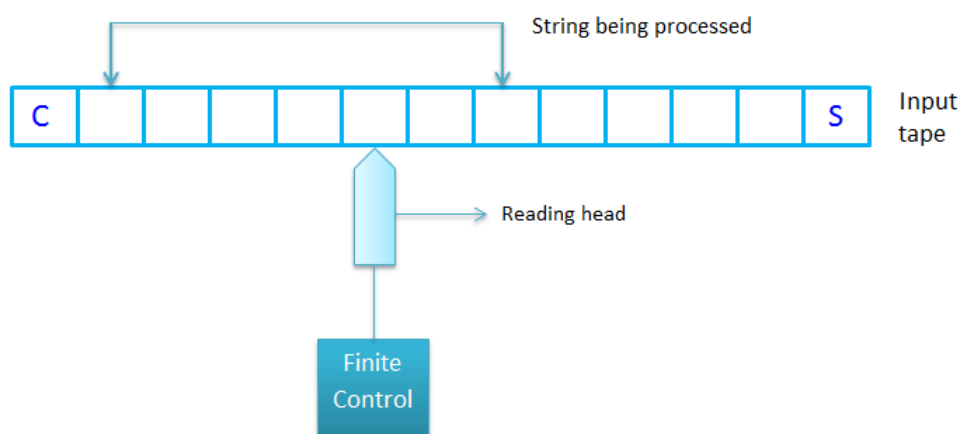 String being processed
C
S
Input
tape
Reading head
Finite
Control